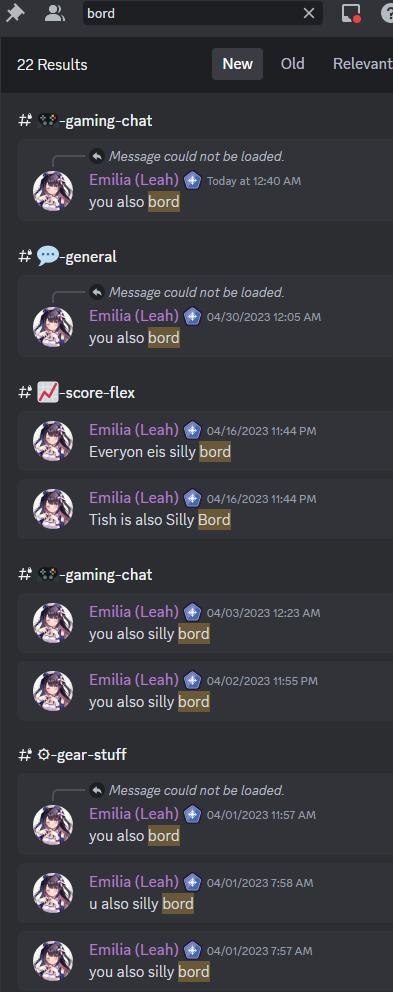 bord
22 Results
New Old Relevant
-gaming-chat
Message could not be loaded.
Emilia (Leah) Today at 12:40 AM
you also bord
-general
Message could not be loaded.
Emilia (Leah) 04/30/2023 12:05 AM
you also bord
-score-flex
Emilia (Leah) 04/16/2023 11:44 PM
Everyon eis silly bord
Emilia (Leah) 04/16/2023 11:44 PM
Tish is also Silly Bord
-gaming-chat
Emilia (Leah) 04/03/2023 12:23 AM
you also silly bord
Emilia (Leah) 04/02/2023 11:55 PM
you also silly bord
-gear-stuff
Message could not be loaded.
Emilia (Leah) 04/01/2023 11:57 AM
you also bord
Emilia (Leah) 04/01/2023 7:58 AM
u also silly bord
Emilia (Leah) 04/01/2023 7:57 AM
you also silly bord